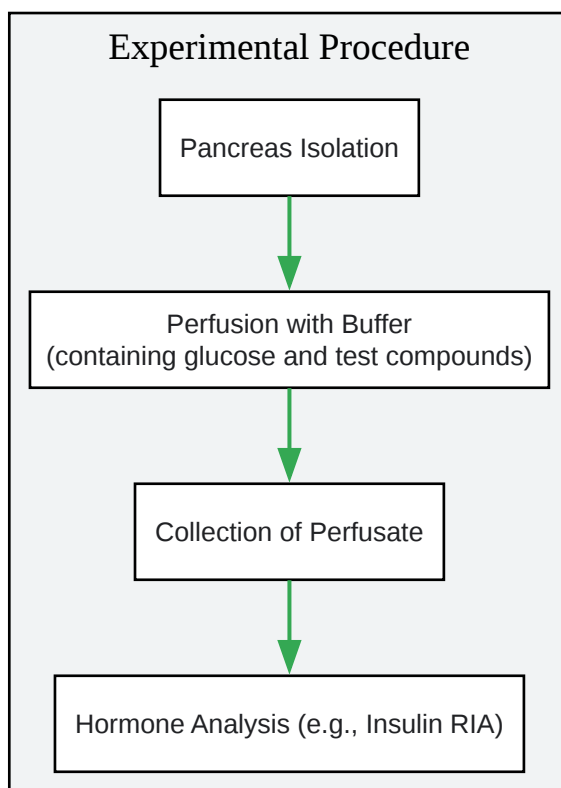 Experimental Procedure
Pancreas Isolation
Perfusion with Buffer
(containing glucose and test compounds)
Collection of Perfusate
Hormone Analysis (e.g., Insulin RIA)